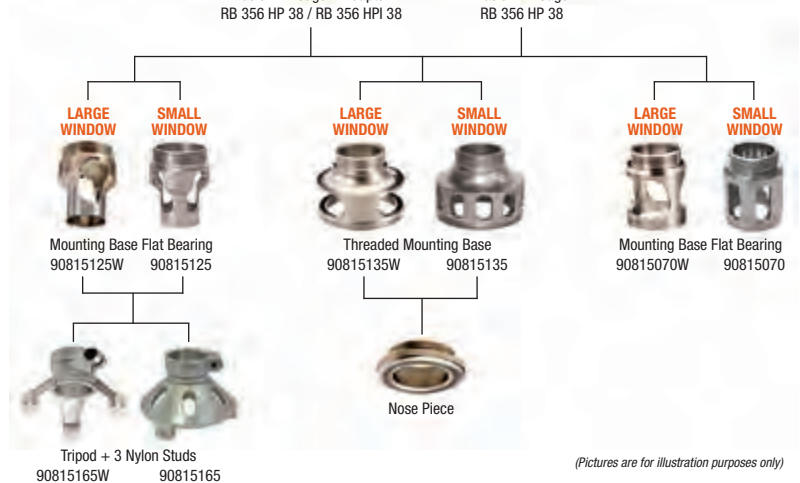 RB 356 HP 38 / RB 356 HPI 38
RB 356 HP 38
LARGE WINDOW
SMALL WINDOW
LARGE WINDOW
SMALL WINDOW
LARGE WINDOW
SMALL WINDOW
Mounting Base Flat Bearing
90815125W 90815125
Threaded Mounting Base
90815135W 90815135
Mounting Base Flat Bearing
90815070W 90815070
Tripod + 3 Nylon Studs
90815165W 90815165
Nose Piece
(Pictures are for illustration purposes only)